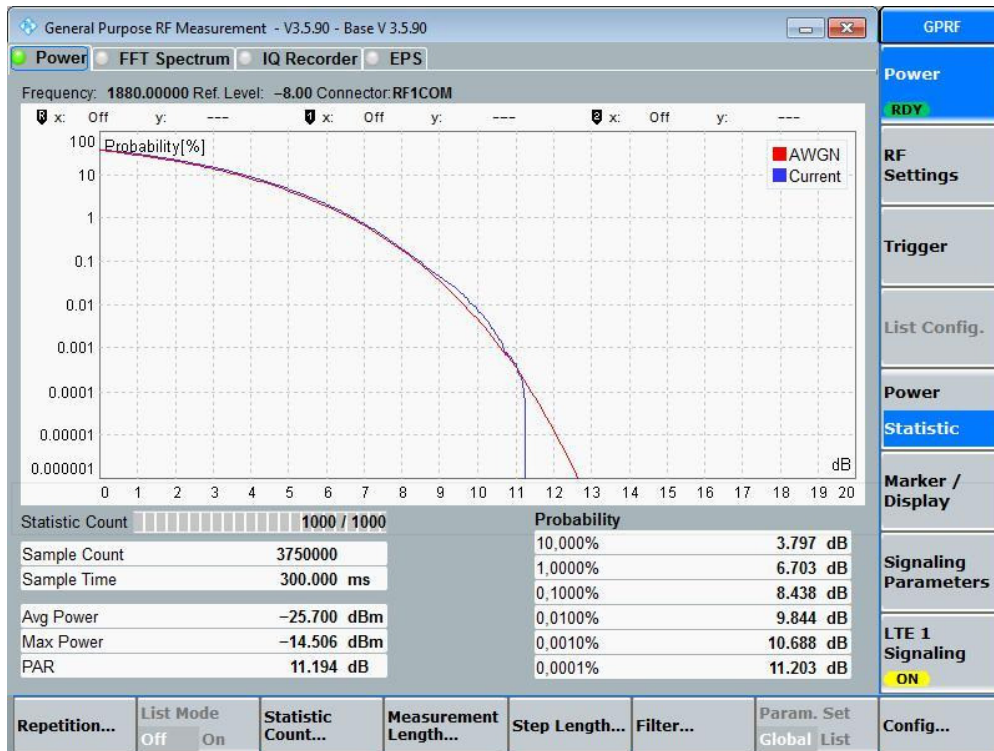 General Purpose RF Measurement - V3.5.90 - Base V 3.5.90
GPRF
Power FFT Spectrum IQ Recorder EPS
Frequency: 1880.00000 Ref. Level: -8.00 Connector: RF1COM
R x: Off y: --- 1 x: Off y: --- 2 x: Off y: ---
Probability[%]
AWGN
Current
100
10
1
0.1
0.01
0.001
0.0001
0.00001
0.000001
dB
0 1 2 3 4 5 6 7 8 9 10 11 12 13 14 15 16 17 18 19 20
Statistic Count 1000 / 1000
Sample Count 3750000
Sample Time 300.000 ms
Avg Power -25.700 dBm
Max Power -14.506 dBm
PAR 11.194 dB
Probability
10,000% 3.797 dB
1,0000% 6.703 dB
0,1000% 8.438 dB
0,0100% 9.844 dB
0,0010% 10.688 dB
0,0001% 11.203 dB
Power
RDY
RF
Settings
Trigger
List Config.
Power
Statistic
Marker /
Display
Signaling
Parameters
LTE 1
Signaling
ON
Repetition...
List Mode
Off On
Statistic
Count...
Measurement
Length...
Step Length...
Filter...
Param. Set
Global List
Config...